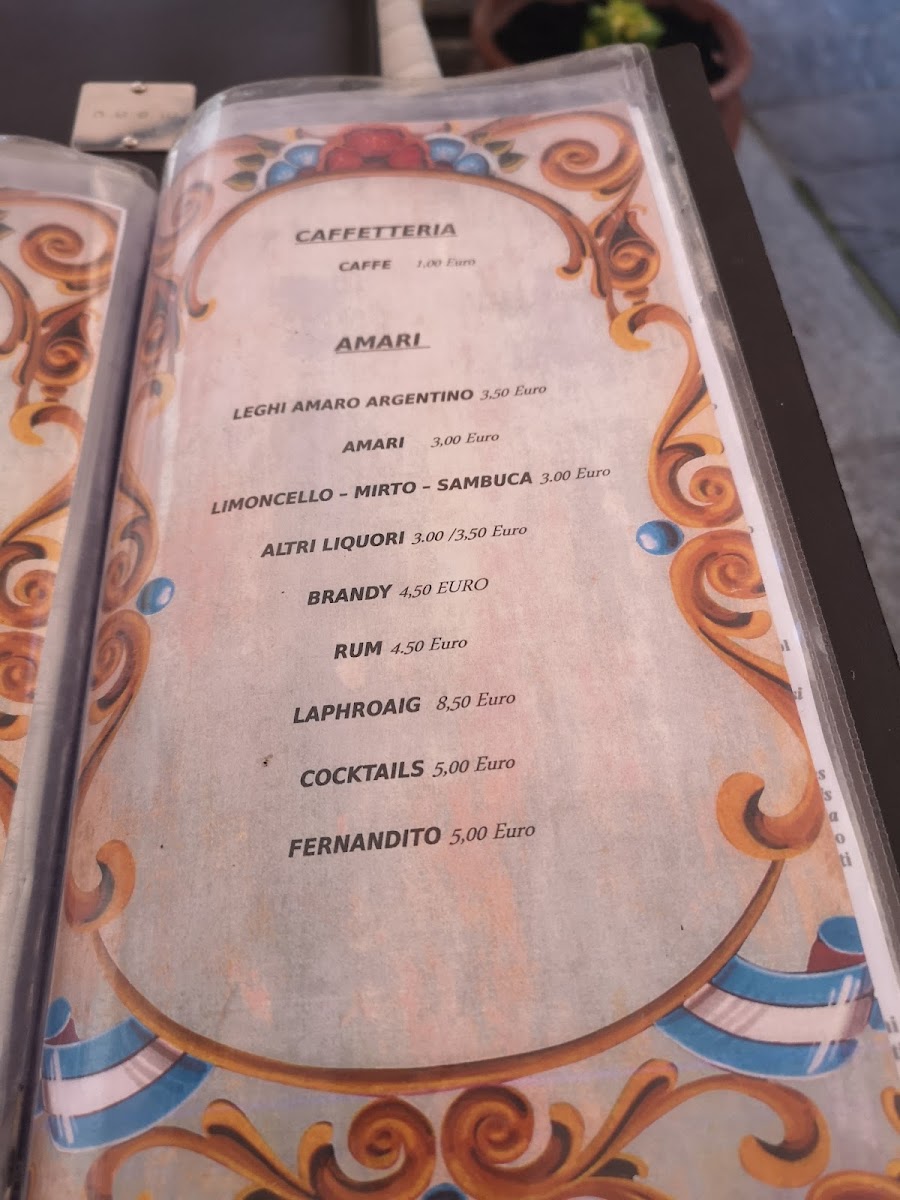 CAFFETTERIA
CAFFE 1,00 Euro
AMARI
LEGHI AMARO ARGENTINO 3,50 Euro
AMARI 3,00 Euro
LIMONCELLO – MIRTO – SAMBUCA 3.00 Euro
ALTRI LIQUORI 3.00 /3,50 Euro
BRANDY 4,50 EURO
RUM 4.50 Euro
LAPHROAIG 8,50 Euro
COCKTAILS 5,00 Euro
FERNANDITO 5,00 Euro